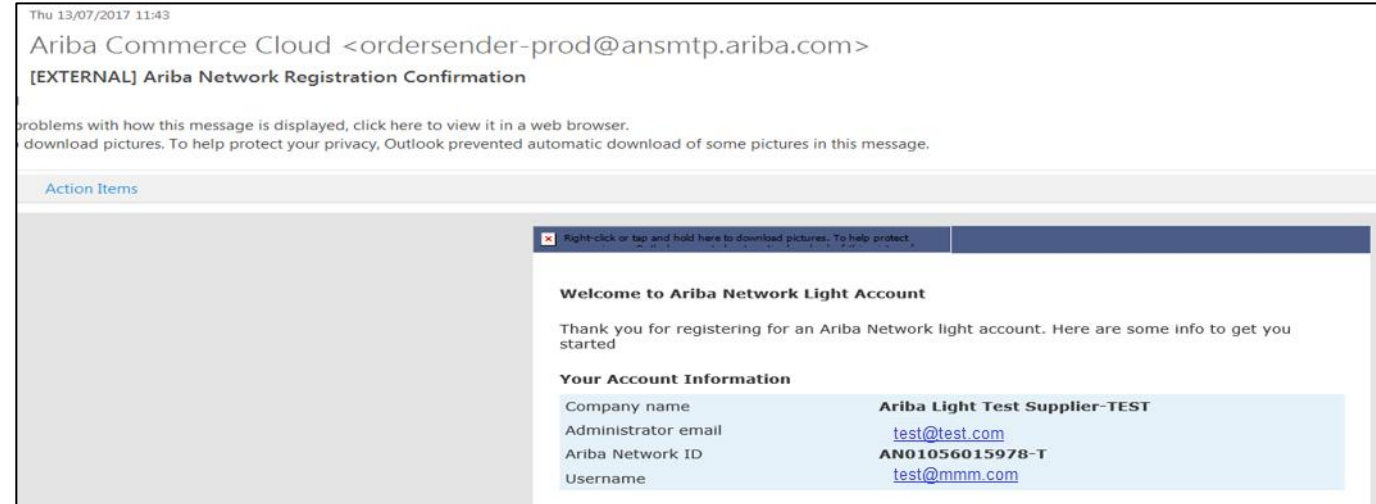 Thu 13/07/2017 11:43
Ariba Commerce Cloud <ordersender-prod@ansmtp.ariba.com>
[EXTERNAL] Ariba Network Registration Confirmation
problems with how this message is displayed, click here to view it in a web browser.
download pictures. To help protect your privacy, Outlook prevented automatic download of some pictures in this message.
Action Items
Right-click or tap and hold here to download pictures. To help protect
Welcome to Ariba Network Light Account
Thank you for registering for an Ariba Network light account. Here are some info to get you
started
Your Account Information
Company name Ariba Light Test Supplier-TEST
Administrator email test@test.com
Ariba Network ID AN01056015978-T
Username test@mmm.com